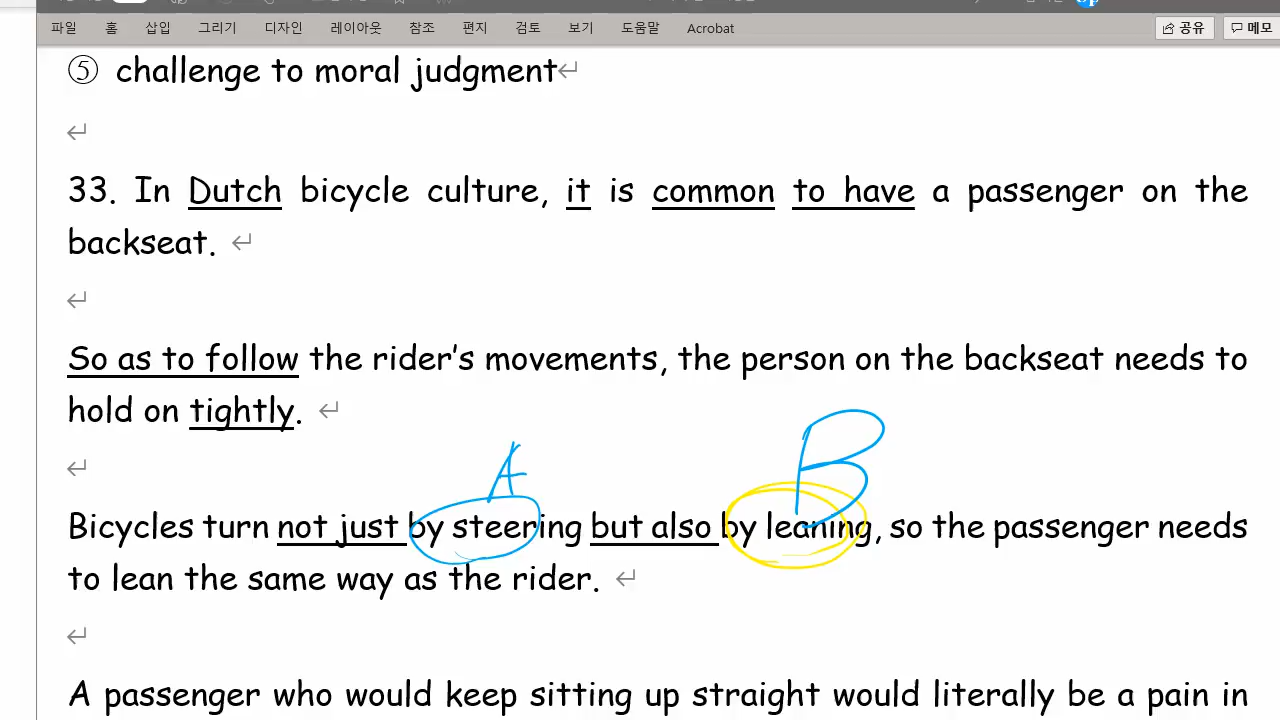 파일 홈 삽입 그리기 디자인 레이아웃 참조 편지 검토 보기 도움말 Acrobat 공유 메모
⑤ challenge to moral judgment
33. In Dutch bicycle culture, it is common to have a passenger on the
backseat.
So as to follow the rider's movements, the person on the backseat needs to
hold on tightly.
A B
Bicycles turn not just by steering but also by leaning, so the passenger needs
to lean the same way as the rider.
A passenger who would keep sitting up straight would literally be a pain in